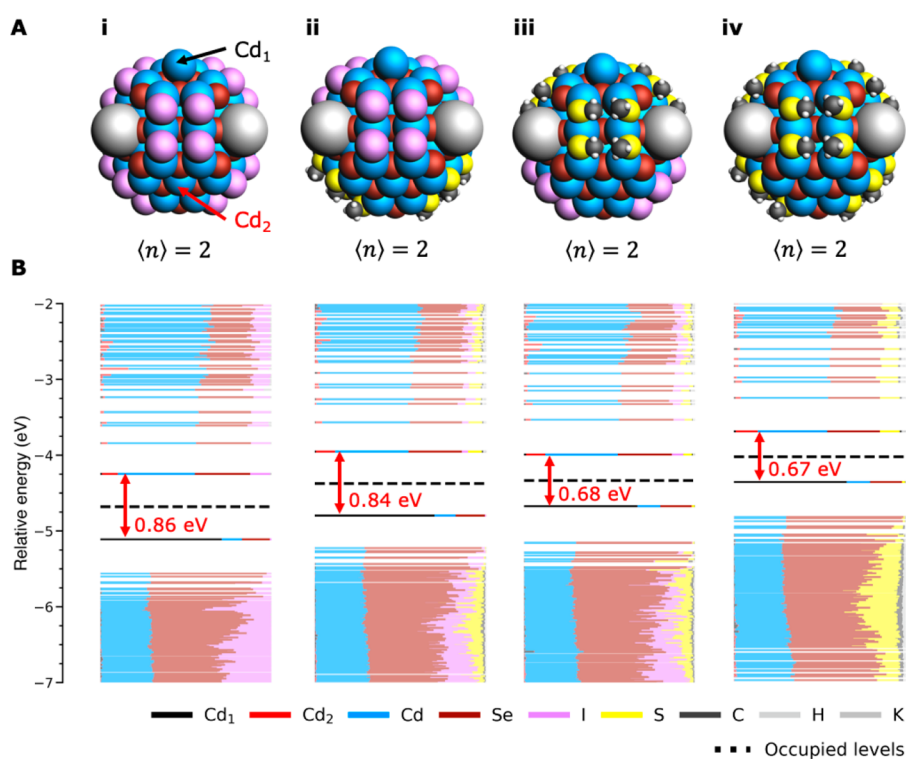 A i ii iii iv
Cd₁
Cd₂
⟨n⟩ = 2 ⟨n⟩ = 2 ⟨n⟩ = 2 ⟨n⟩ = 2
B
Relative energy (eV)
−2
−3
−4
−5
−6
−7
0.86 eV 0.84 eV 0.68 eV 0.67 eV
Cd₁ Cd₂ Cd Se I S C H K
Occupied levels